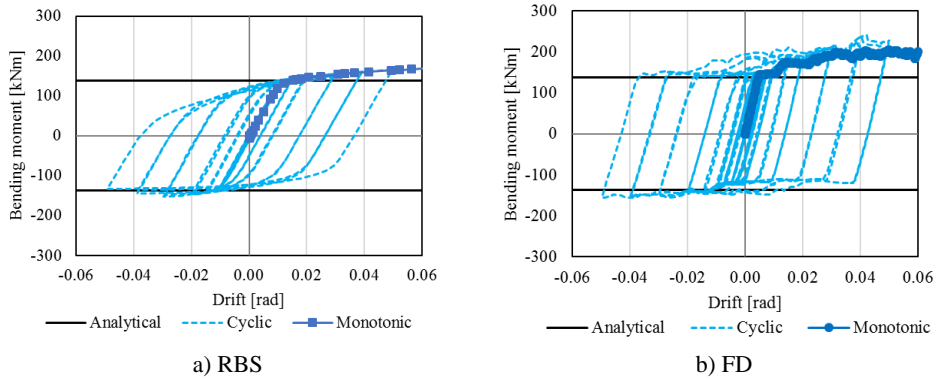 300
200
100
0
-100
-200
-300
Bending moment [kNm]
-0.06 -0.04 -0.02 0.00 0.02 0.04 0.06
Drift [rad]
Analytical Cyclic Monotonic
a) RBS
300
200
100
0
-100
-200
-300
Bending moment [kNm]
-0.06 -0.04 -0.02 0.00 0.02 0.04 0.06
Drift [rad]
Analytical Cyclic Monotonic
b) FD